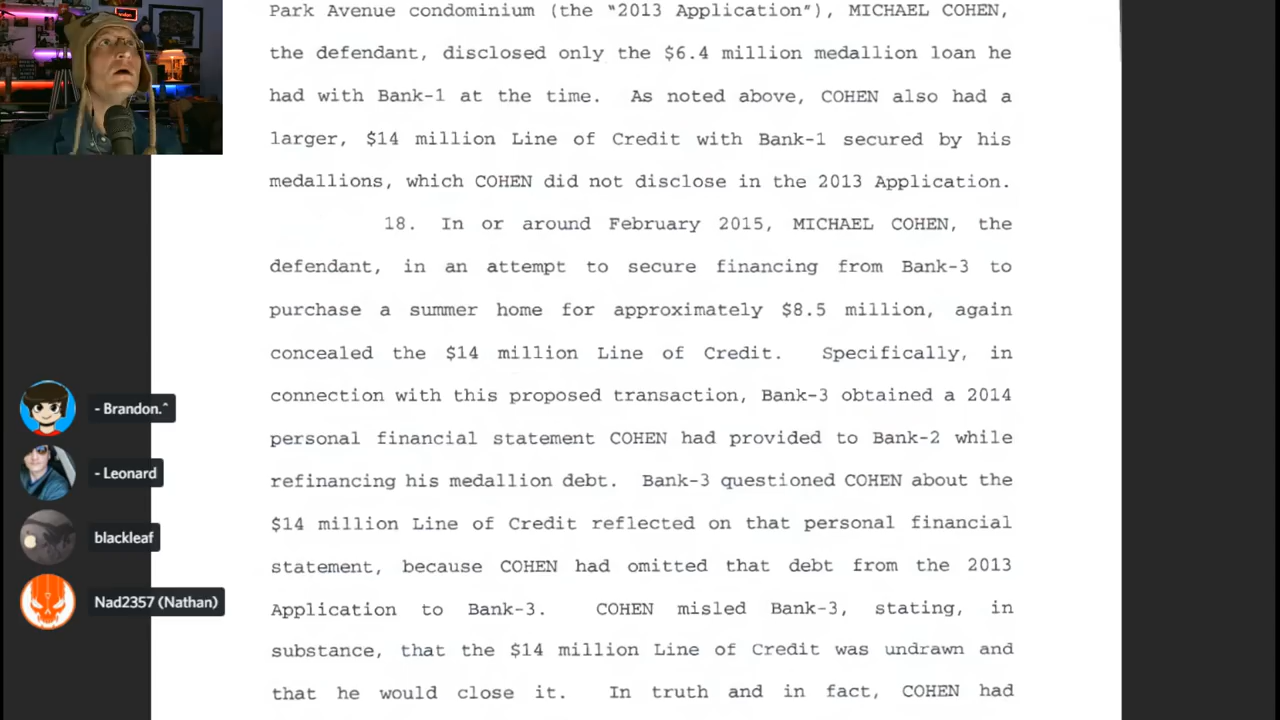 Park Avenue condominium (the "2013 Application"), MICHAEL COHEN,
the defendant, disclosed only the $6.4 million medallion loan he
had with Bank-1 at the time. As noted above, COHEN also had a
larger, $14 million Line of Credit with Bank-1 secured by his
medallions, which COHEN did not disclose in the 2013 Application.
18. In or around February 2015, MICHAEL COHEN, the
defendant, in an attempt to secure financing from Bank-3 to
purchase a summer home for approximately $8.5 million, again
concealed the $14 million Line of Credit. Specifically, in
connection with this proposed transaction, Bank-3 obtained a 2014
personal financial statement COHEN had provided to Bank-2 while
refinancing his medallion debt. Bank-3 questioned COHEN about the
$14 million Line of Credit reflected on that personal financial
statement, because COHEN had omitted that debt from the 2013
Application to Bank-3. COHEN misled Bank-3, stating, in
substance, that the $14 million Line of Credit was undrawn and
that he would close it. In truth and in fact, COHEN had
- Brandon.^
- Leonard
blackleaf
Nad2357 (Nathan)